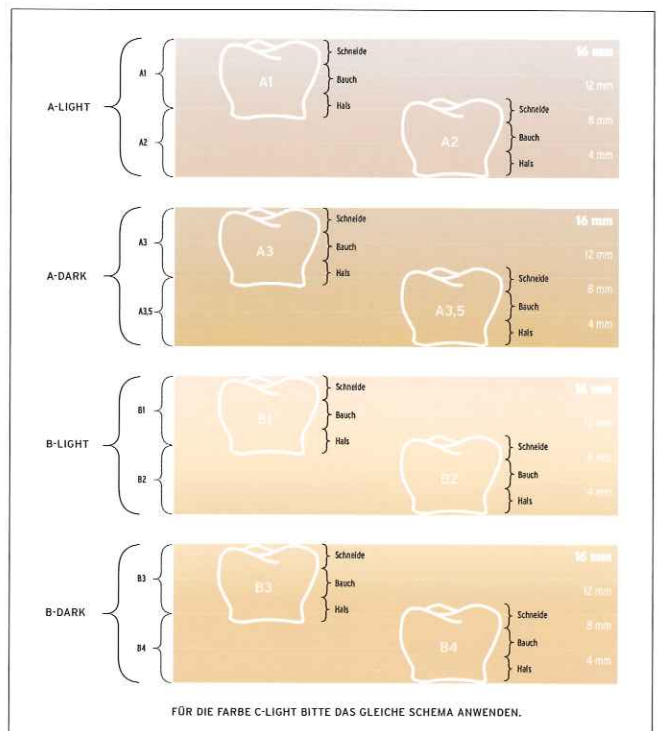 A-LIGHT
A1
A2
A1
Schneide
Bauch
Hals
A2
Schneide
Bauch
Hals
16 mm
12 mm
8 mm
4 mm
A-DARK
A3
A3,5
A3
Schneide
Bauch
Hals
A3,5
Schneide
Bauch
Hals
16 mm
12 mm
8 mm
4 mm
B-LIGHT
B1
B2
B1
Schneide
Bauch
Hals
B2
Schneide
Bauch
Hals
16 mm
12 mm
8 mm
4 mm
B-DARK
B3
B4
B3
Schneide
Bauch
Hals
B4
Schneide
Bauch
Hals
16 mm
12 mm
8 mm
4 mm
FÜR DIE FARBE C-LIGHT BITTE DAS GLEICHE SCHEMA ANWENDEN.